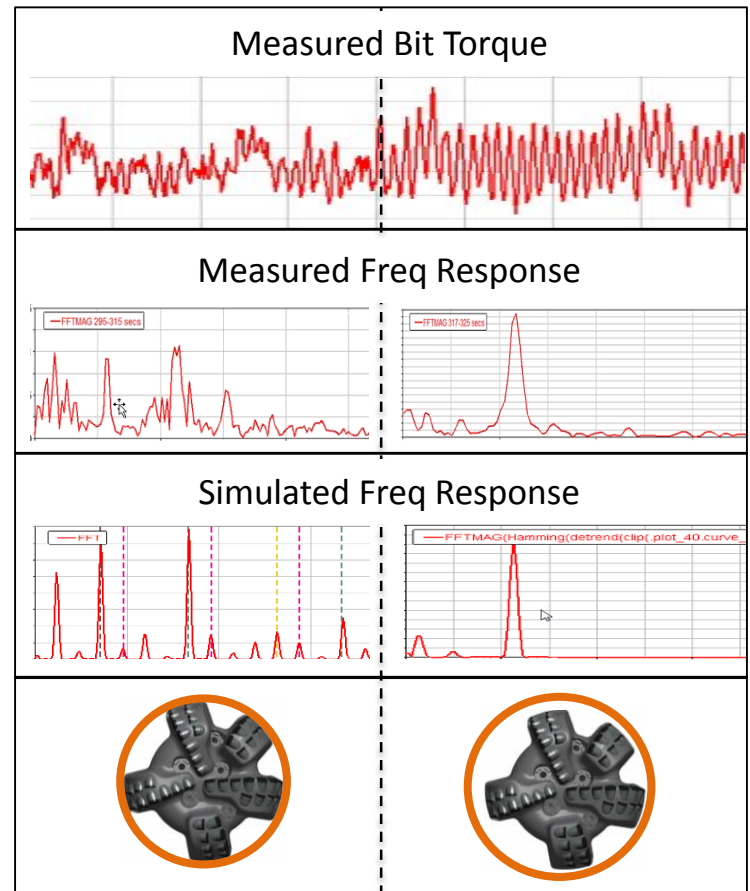 Measured Bit Torque
Measured Freq Response
FFTMAG 295-315 secs
FFTMAG 317-325 secs
Simulated Freq Response
FFT
FFTMAG(Hamming(detrend(clip(.plot_40.curve_